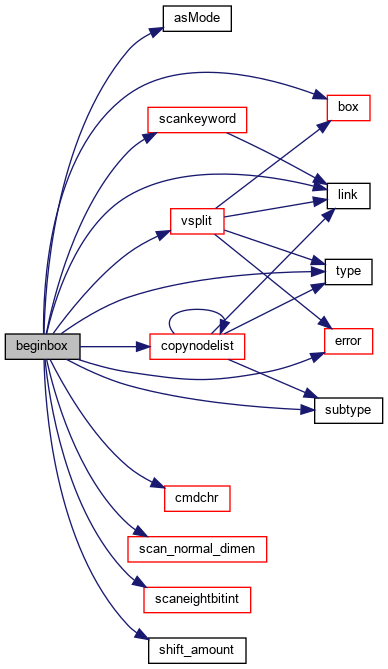 asMode
box
scankeyword
link
vsplit
type
beginbox
copynodelist
error
subtype
cmdchr
scan_normal_dimen
scaneightbitint
shift_amount